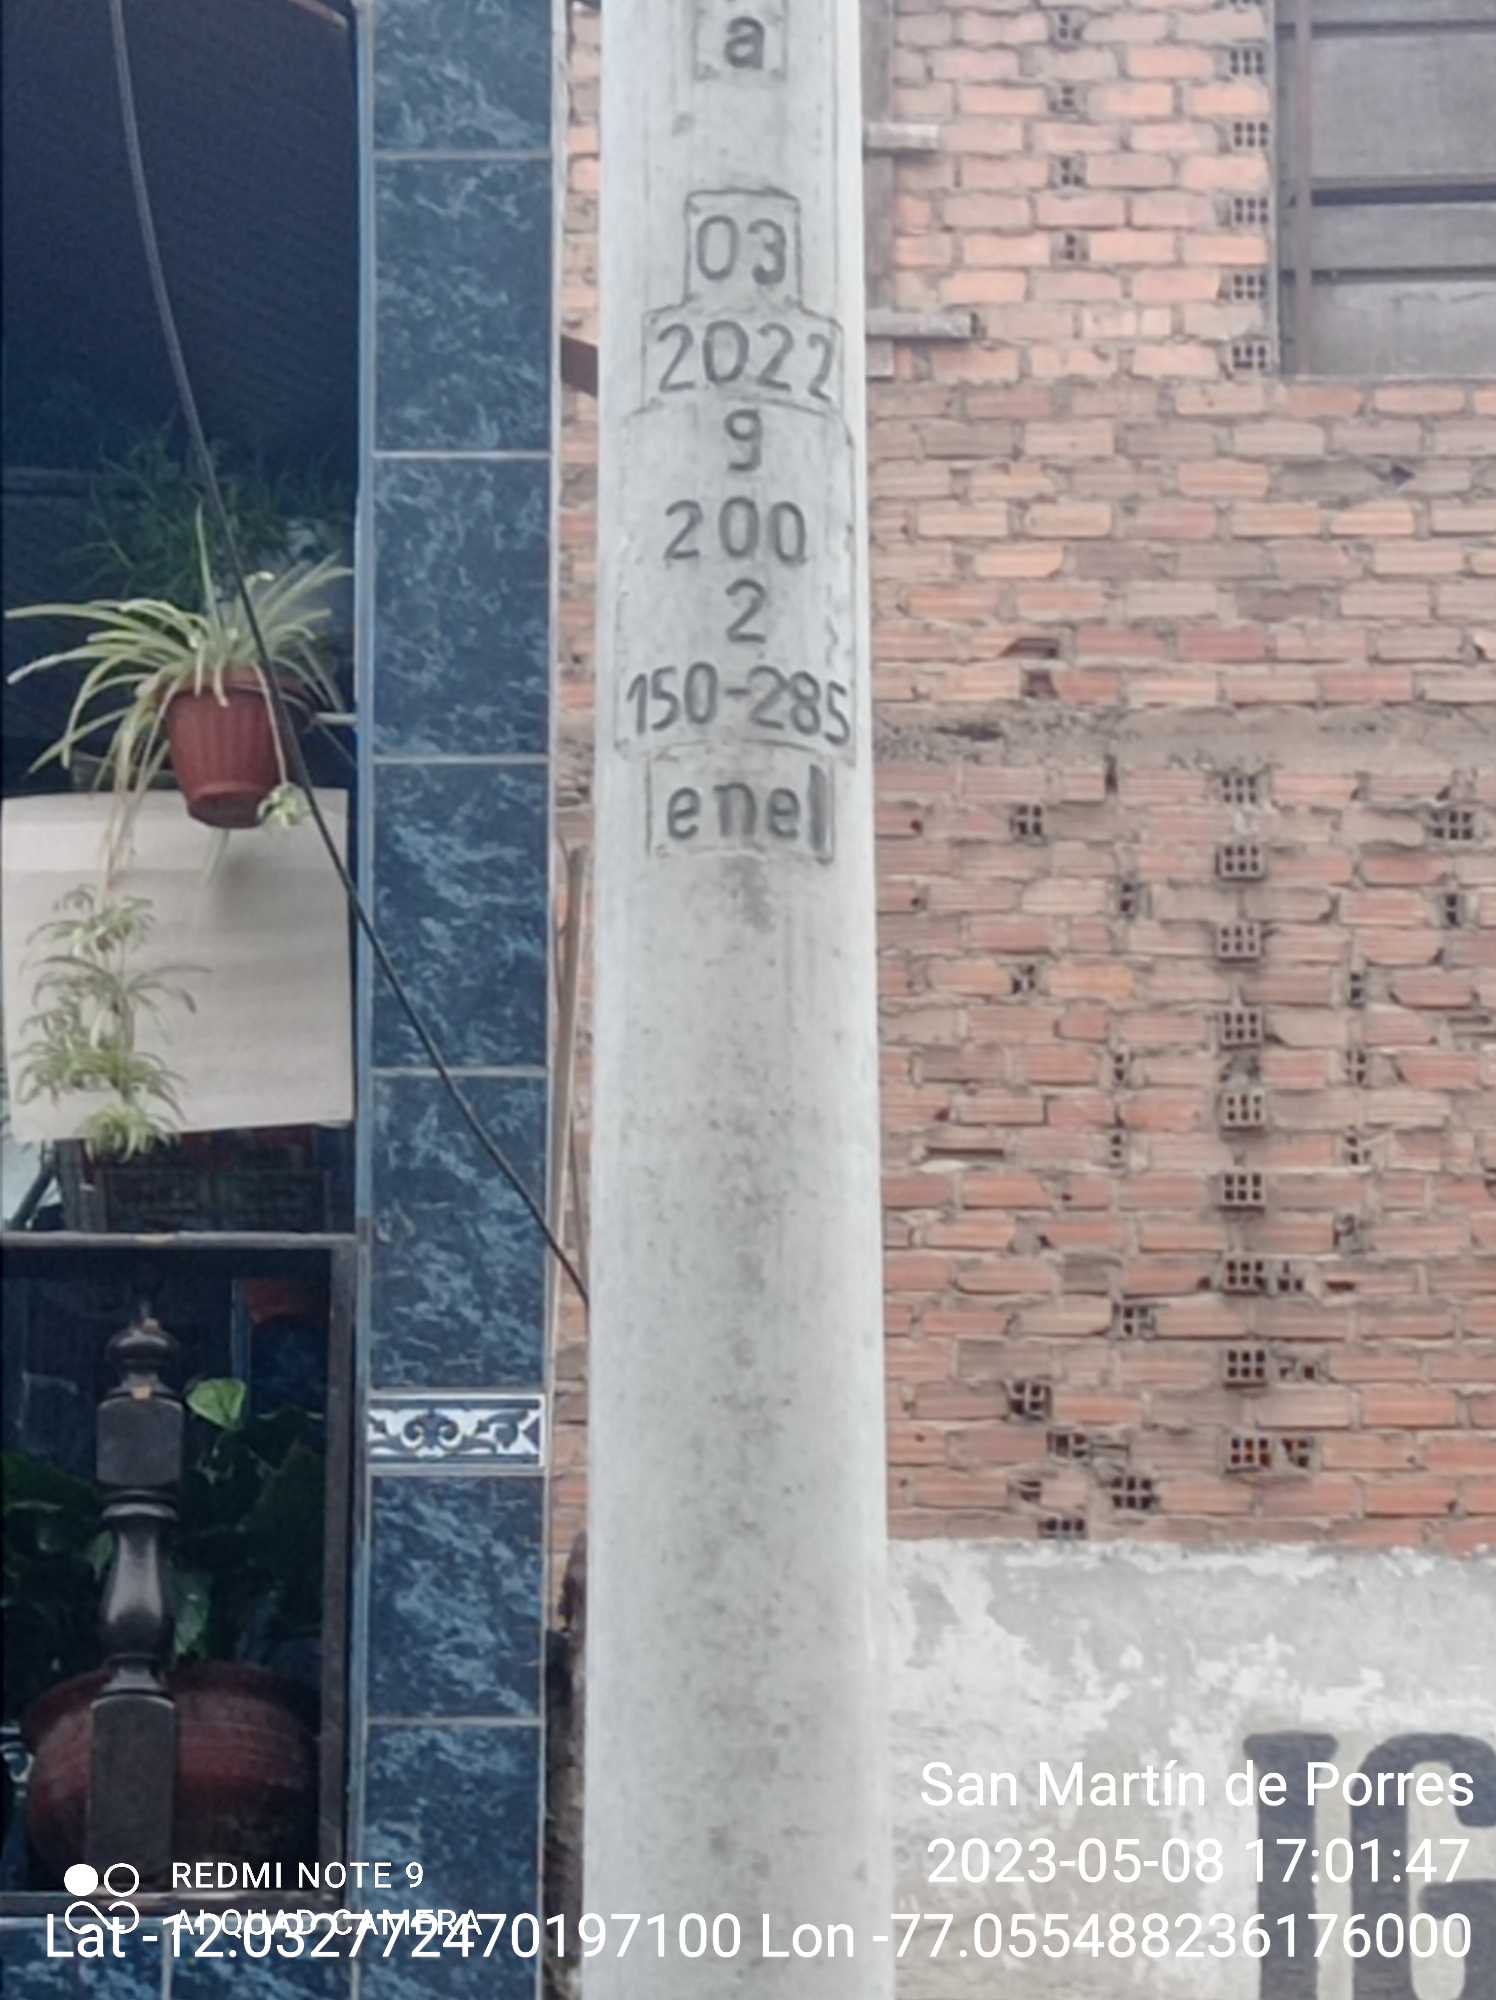 a
03
2022
9
200
2
150-285
enel
IG
San Martín de Porres
2023-05-08 17:01:47
REDMI NOTE 9
AI QUAD CAMERA
Lat -12.032772470197100 Lon -77.055488236176000